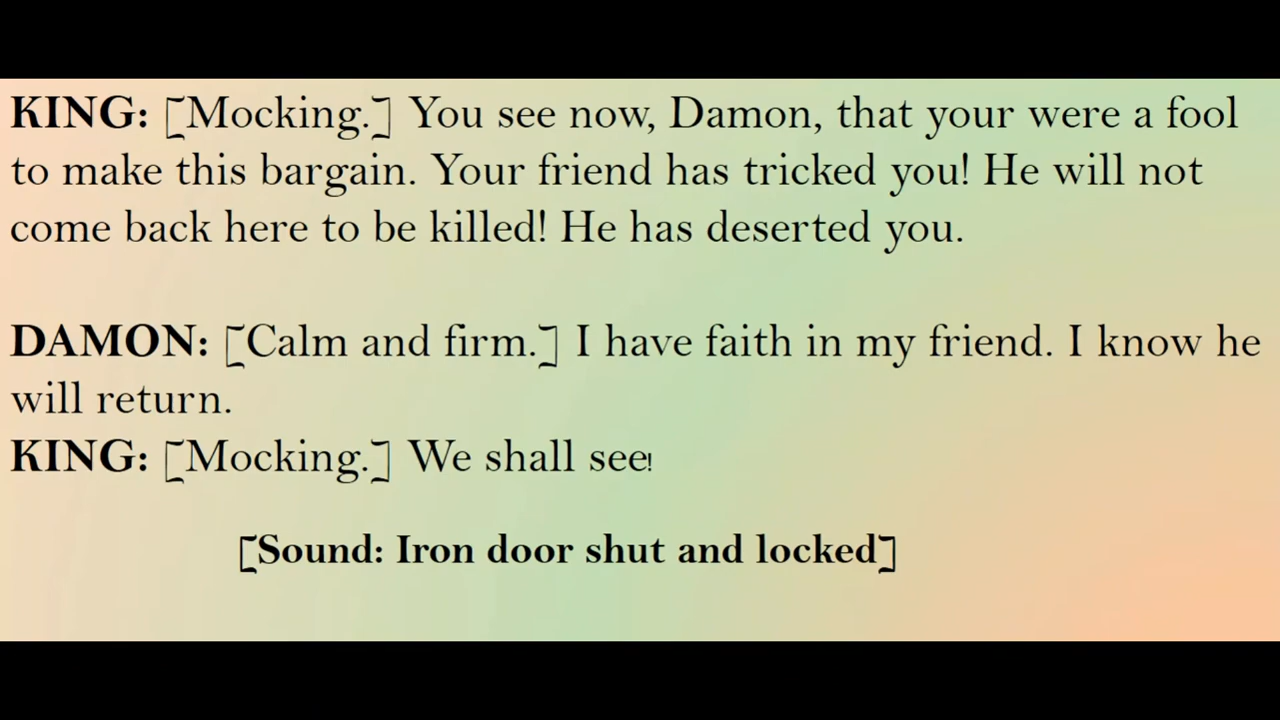 KING: [Mocking.] You see now, Damon, that your were a fool
to make this bargain. Your friend has tricked you! He will not
come back here to be killed! He has deserted you.
DAMON: [Calm and firm.] I have faith in my friend. I know he
will return.
KING: [Mocking.] We shall see!
[Sound: Iron door shut and locked]